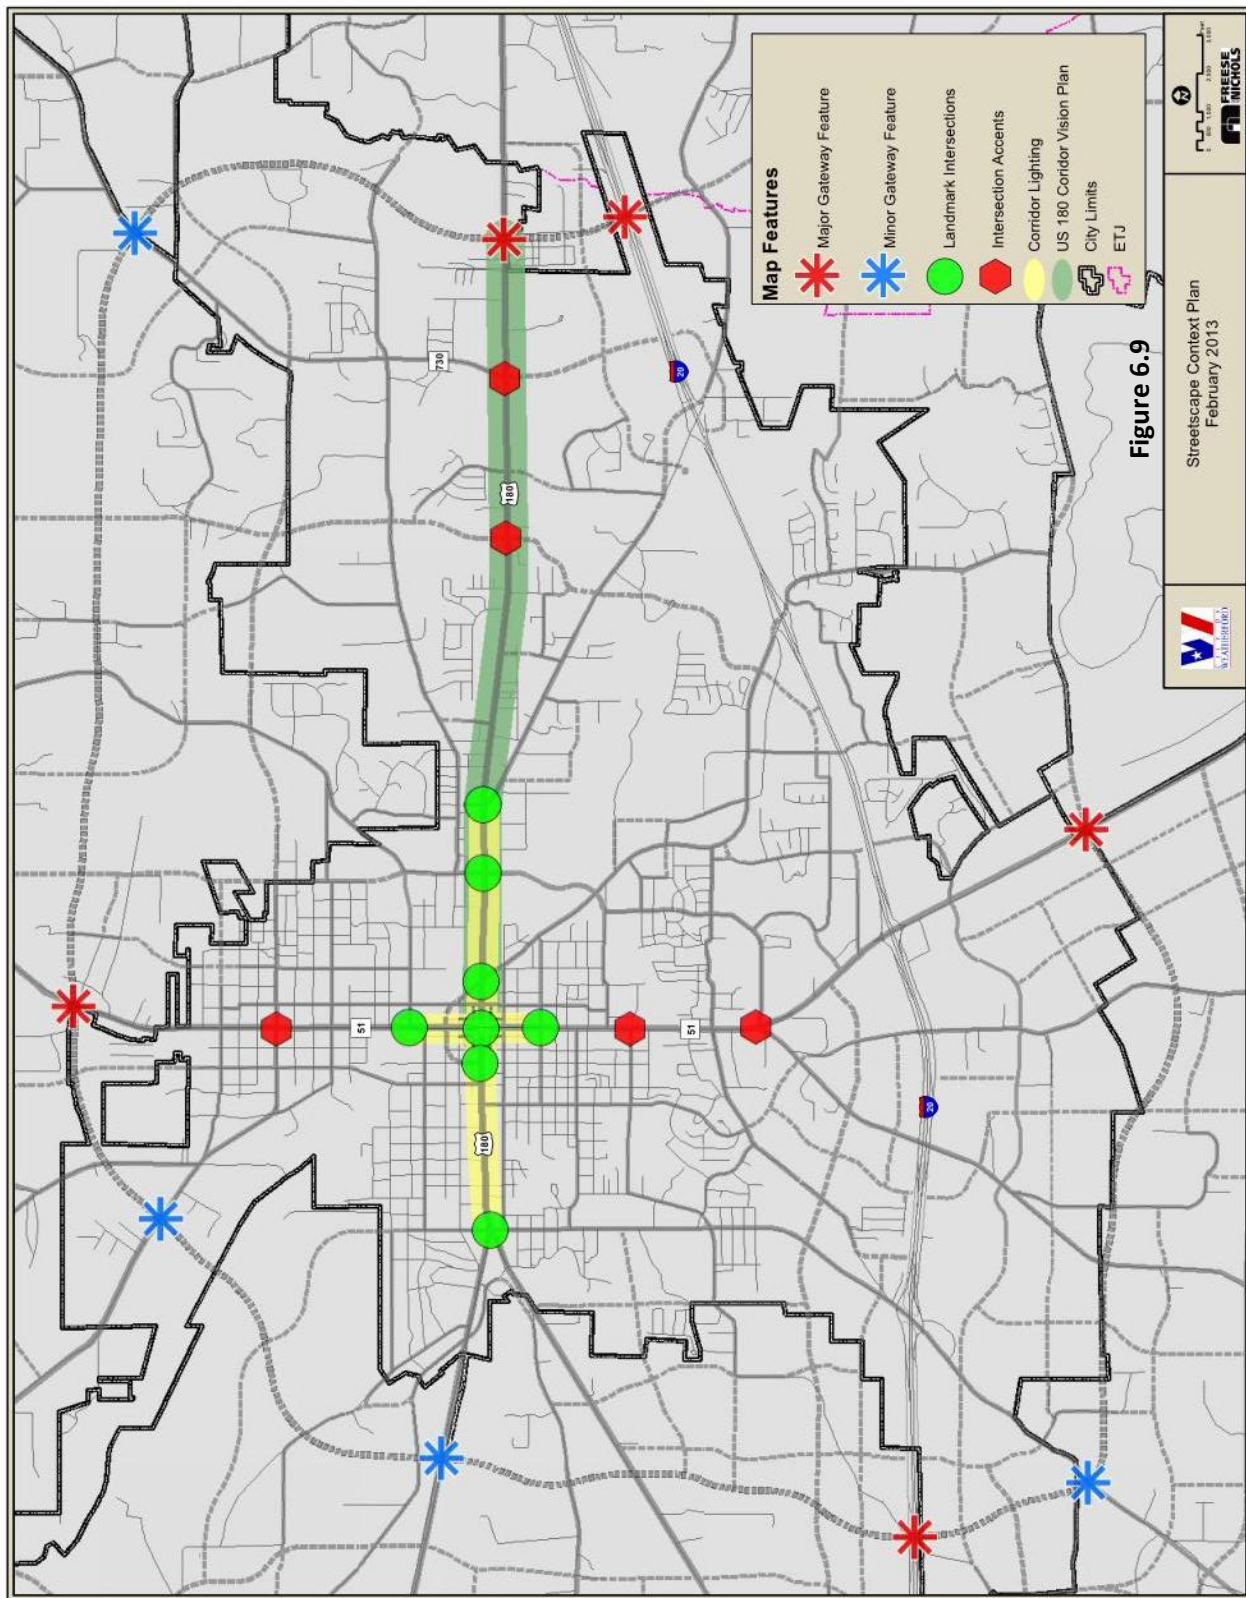 730
180
20
51
51
180
20
Map Features
Major Gateway Feature
Minor Gateway Feature
Landmark Intersections
Intersection Accents
Corridor Lighting
US 180 Corridor Vision Plan
City Limits
ETJ
Figure 6.9
Streetscape Context Plan
February 2013
WEATHERFORD
N
FREESE
NICHOLS